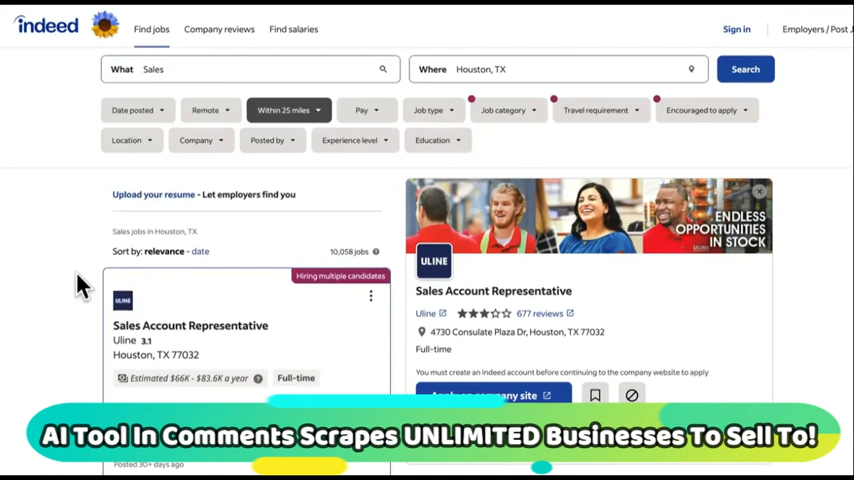 indeed
Find jobs
Company reviews
Find salaries
Sign in
Employers / Post J
What Sales
Where Houston, TX
Search
Date posted
Remote
Within 25 miles
Pay
Job type
Job category
Travel requirement
Encouraged to apply
Location
Company
Posted by
Experience level
Education
Upload your resume - Let employers find you
Sales jobs in Houston, TX
Sort by: relevance - date
10,058 jobs
Hiring multiple candidates
ULINE
Sales Account Representative
Uline 3.1
Houston, TX 77032
Estimated $66K - $83.6K a year
Full-time
Posted 30+ days ago
ENDLESS
OPPORTUNITIES
IN STOCK
ULINE
ULINE
Sales Account Representative
Uline
677 reviews
4730 Consulate Plaza Dr, Houston, TX 77032
Full-time
You must create an Indeed account before continuing to the company website to apply
Apply on company site
AI Tool In Comments Scrapes UNLIMITED Businesses To Sell To!